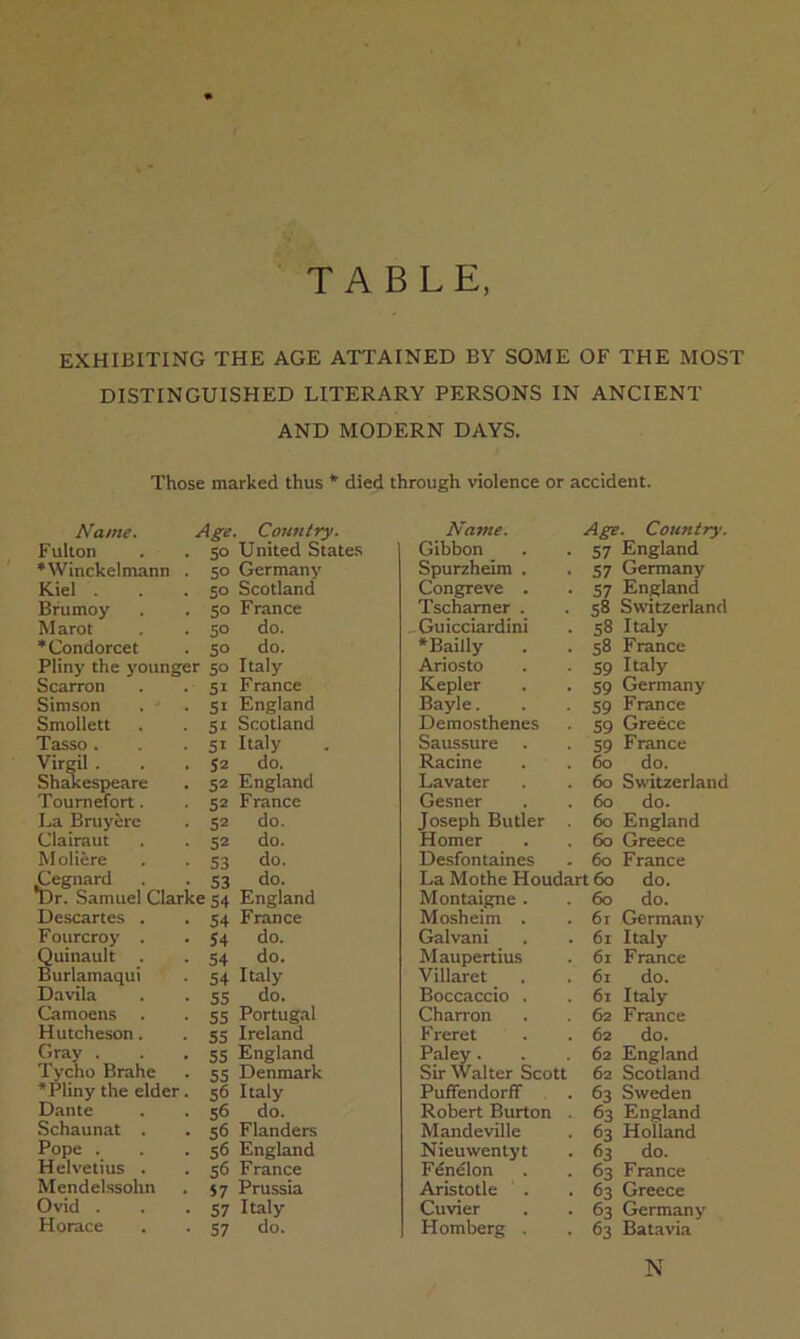 TABLE,
EXHIBITING THE AGE ATTAINED BY SOME OF THE MOST
DISTINGUISHED LITERARY PERSONS IN ANCIENT
AND MODERN DAYS.
Those marked thus * died through violence or accident.
Name. Age. Country.
Fulton . . 50 United States
*Winckelmann . 50 Germany
Kiel . . . 50 Scotland
Brumoy . . 50 France
Marot . . 50 do.
*Condorcet . 50 do.
Pliny the younger 50 Italy
Scarron . . 51 France
Simson . . 51 England
Smollett . . 51 Scotland
Tasso . . . 51 Italy
Virgil . . . 52 do.
Shakespeare . 52 England
Tournefort . . 52 France
La Bruyère . 52 do.
Clairaut . . 52 do.
Molière . . 53 do.
Cegnard . . 53 do.
Dr. Samuel Clarke 54 England
Descartes . . 54 France
Fourcroy . . 54 do.
Quinault . . 54 do.
Burlamaqui . 54 Italy
Davila . . 55 do.
Camoens . . 55 Portugal
Hutcheson . . 55 Ireland
Gray . . . 55 England
Tycho Brahe . 55 Denmark
*Pliny the elder . 56 Italy
Dante . . 56 do.
Schaunat . . 56 Flanders
Pope . . . 56 England
Helvetius . . 56 France
Mendelssohn . 57 Prussia
Ovid . . . 57 Italy
Horace . . 57 do.
Name. Age. Country.
Gibbon . . 57 England
Spurzheim . . 57 Germany
Congreve . . 57 England
Tscharner . . 58 Switzerland
Guicciardini . 58 Italy
*Bailly . . 58 France
Ariosto . . 59 Italy
Kepler . . 59 Germany
Bayle . . . 59 France
Demosthenes . 59 Greece
Saussure . . 59 France
Racine . . 60 do.
Lavater . . 60 Switzerland
Gesner . . 60 do.
Joseph Butler . 60 England
Homer . . 60 Greece
Desfontaines . 60 France
La Mothe Houdart 60 do.
Montaigne . . 60 do.
Mosheim . . 61 Germany
Galvani . . 61 Italy
Maupertius . 61 France
Villaret . . 61 do.
Boccaccio . . 61 Italy
Charron . . 62 France
Freret . . 62 do.
Paley . . . 62 England
Sir Walter Scott 62 Scotland
Puffendorff . 63 Sweden
Robert Burton . 63 England
Mandeville . 63 Holland
Nieuwentyt . 63 do.
Fénélon . . 63 France
Aristotle . . 63 Greece
Cuvier . . 63 Germany
Homberg . . 63 Batavia
N